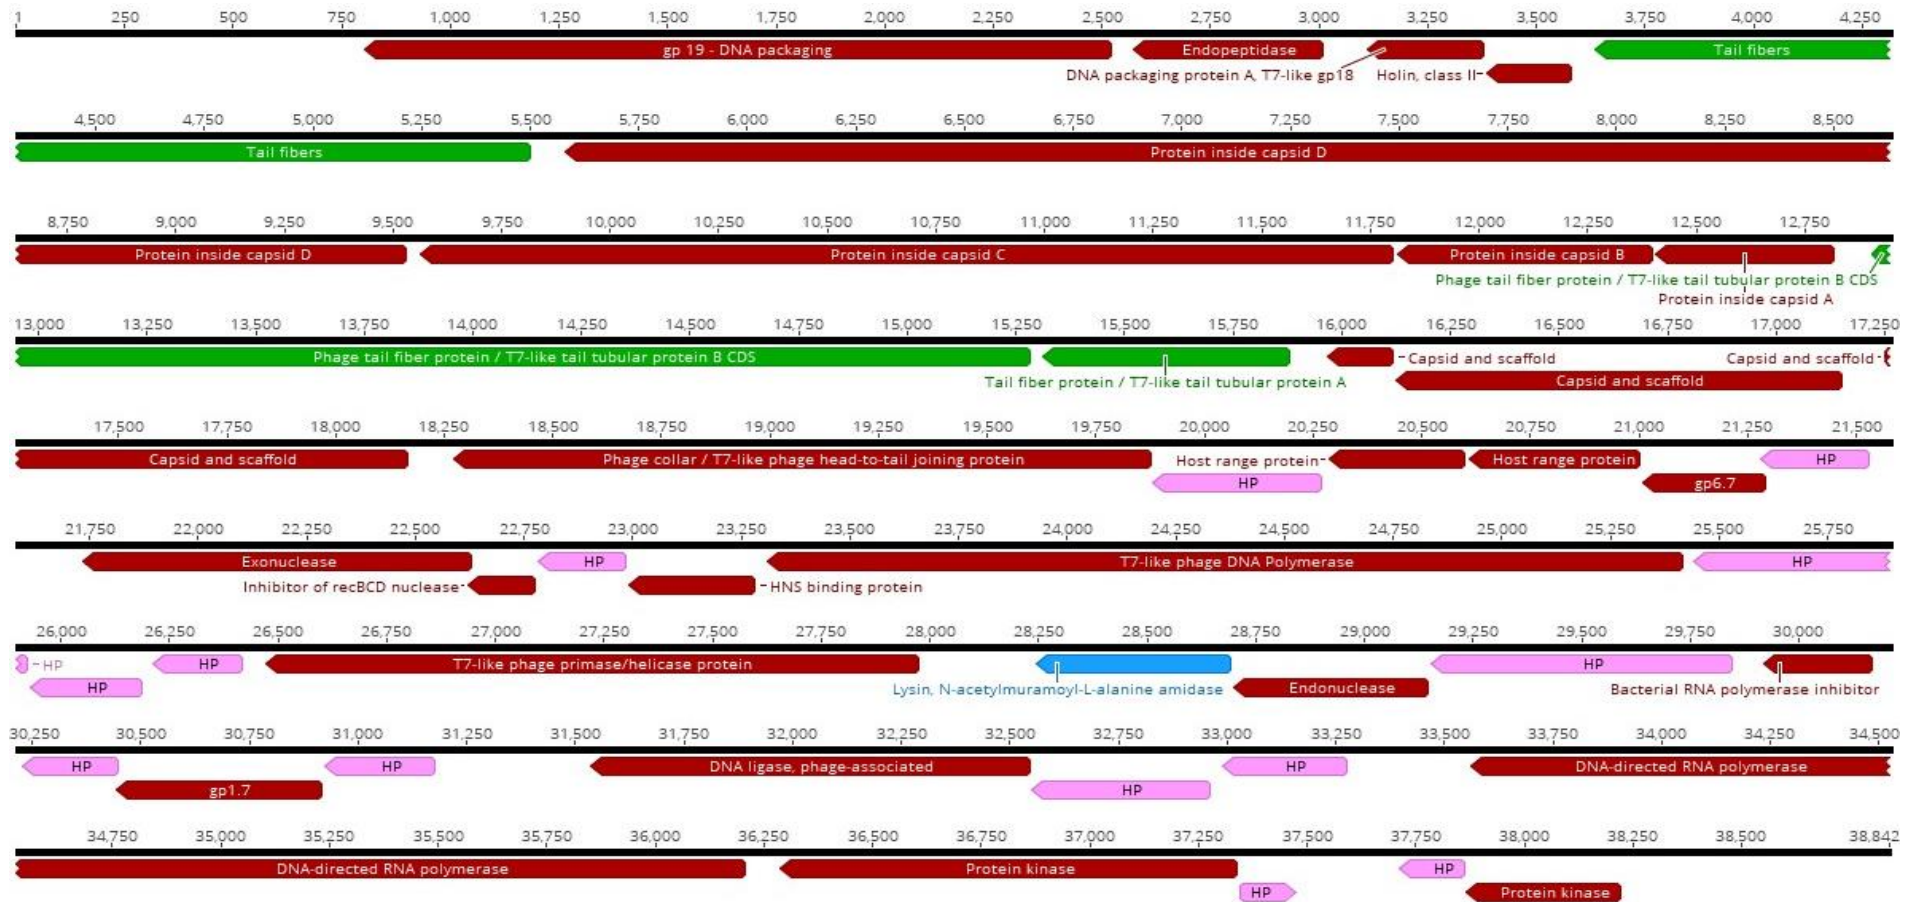 1 250 500 750 1,000 1,250 1,500 1,750 2,000 2,250 2,500 2,750 3,000 3,250 3,500 3,750 4,000 4,250
gp 19 - DNA packaging Endopeptidase Tail fibers
DNA packaging protein A, T7-like gp18 Holin, class II
4,500 4,750 5,000 5,250 5,500 5,750 6,000 6,250 6,500 6,750 7,000 7,250 7,500 7,750 8,000 8,250 8,500
Tail fibers Protein inside capsid D
8,750 9,000 9,250 9,500 9,750 10,000 10,250 10,500 10,750 11,000 11,250 11,500 11,750 12,000 12,250 12,500 12,750
Protein inside capsid D Protein inside capsid C Protein inside capsid B
Phage tail fiber protein / T7-like tail tubular protein B CDS
Protein inside capsid A
13,000 13,250 13,500 13,750 14,000 14,250 14,500 14,750 15,000 15,250 15,500 15,750 16,000 16,250 16,500 16,750 17,000 17,250
Phage tail fiber protein / T7-like tail tubular protein B CDS Capsid and scaffold Capsid and scaffold
Tail fiber protein / T7-like tail tubular protein A Capsid and scaffold
17,500 17,750 18,000 18,250 18,500 18,750 19,000 19,250 19,500 19,750 20,000 20,250 20,500 20,750 21,000 21,250 21,500
Capsid and scaffold Phage collar / T7-like phage head-to-tail joining protein Host range protein Host range protein HP
HP gp6.7
21,750 22,000 22,250 22,500 22,750 23,000 23,250 23,500 23,750 24,000 24,250 24,500 24,750 25,000 25,250 25,500 25,750
Exonuclease HP T7-like phage DNA Polymerase HP
Inhibitor of recBCD nuclease HNS binding protein
26,000 26,250 26,500 26,750 27,000 27,250 27,500 27,750 28,000 28,250 28,500 28,750 29,000 29,250 29,500 29,750 30,000
HP HP T7-like phage primase/helicase protein HP
HP Lysin, N-acetylmuramoyl-L-alanine amidase Endonuclease Bacterial RNA polymerase inhibitor
30,250 30,500 30,750 31,000 31,250 31,500 31,750 32,000 32,250 32,500 32,750 33,000 33,250 33,500 33,750 34,000 34,250 34,500
HP HP DNA ligase, phage-associated HP DNA-directed RNA polymerase
gp1.7 HP
34,750 35,000 35,250 35,500 35,750 36,000 36,250 36,500 36,750 37,000 37,250 37,500 37,750 38,000 38,250 38,500 38,842
DNA-directed RNA polymerase Protein kinase HP
HP Protein kinase